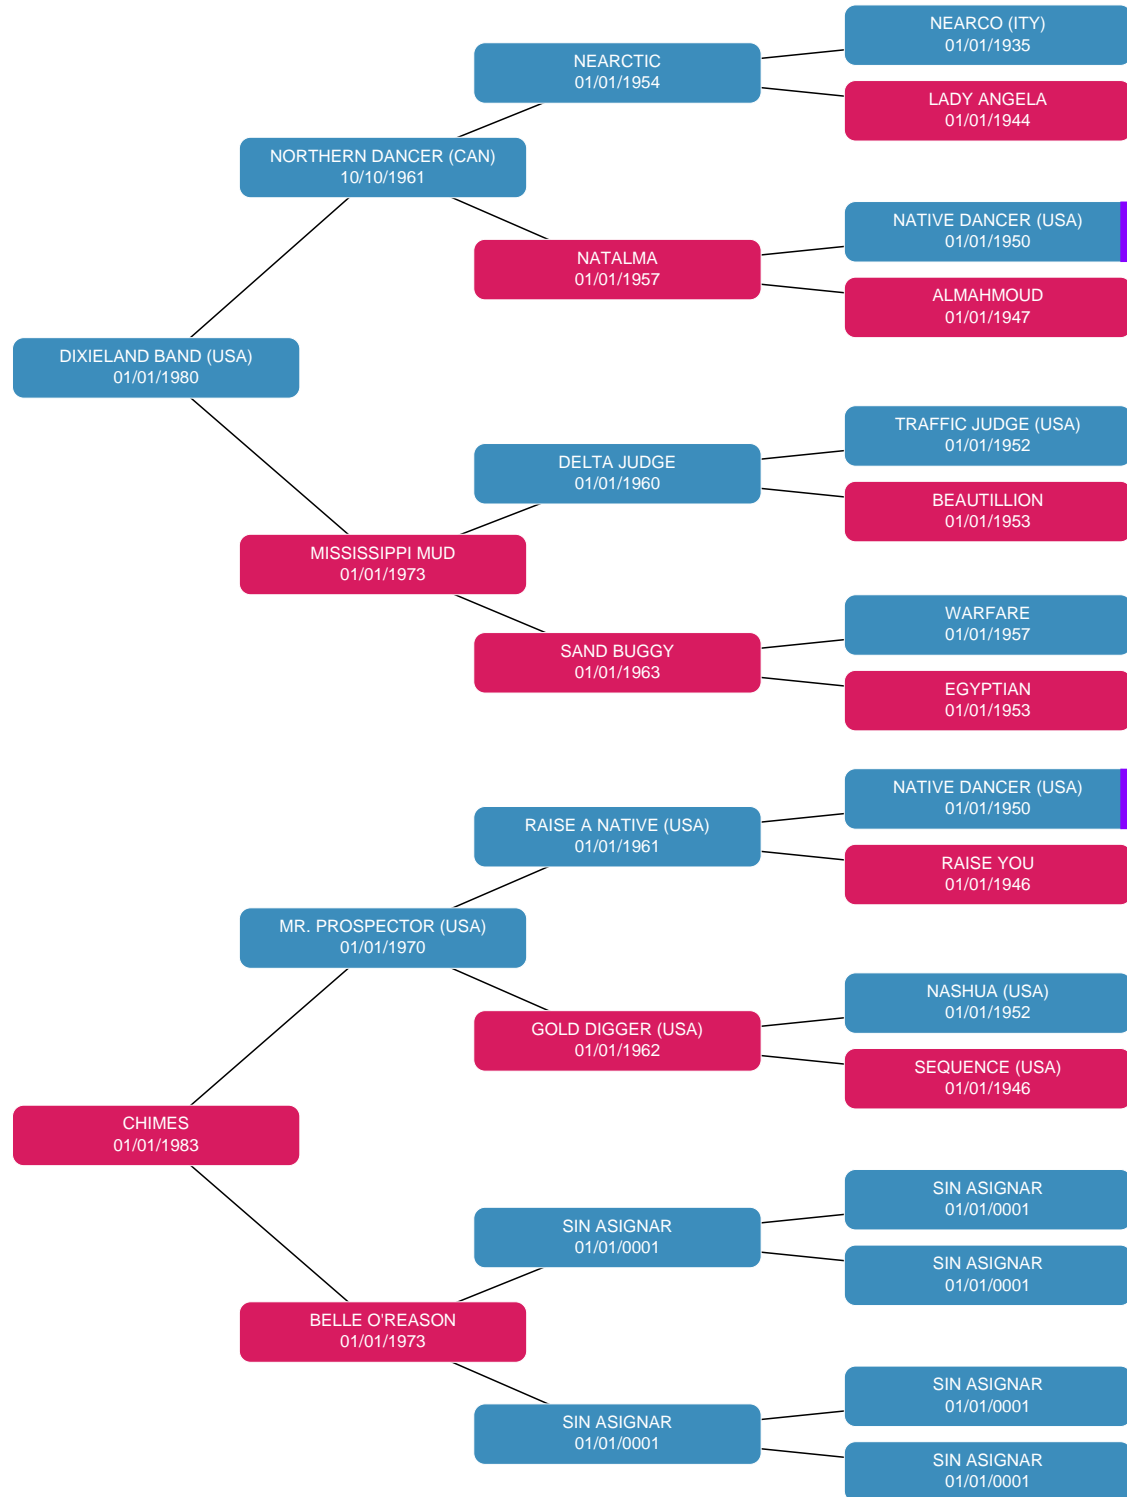 NEARCO (ITY)
01/01/1935
NEARCTIC
01/01/1954
LADY ANGELA
01/01/1944
NORTHERN DANCER (CAN)
10/10/1961
NATIVE DANCER (USA)
01/01/1950
NATALMA
01/01/1957
ALMAHMOUD
01/01/1947
DIXIELAND BAND (USA)
01/01/1980
TRAFFIC JUDGE (USA)
01/01/1952
DELTA JUDGE
01/01/1960
BEAUTILLION
01/01/1953
MISSISSIPPI MUD
01/01/1973
WARFARE
01/01/1957
SAND BUGGY
01/01/1963
EGYPTIAN
01/01/1953
NATIVE DANCER (USA)
01/01/1950
RAISE A NATIVE (USA)
01/01/1961
RAISE YOU
01/01/1946
MR. PROSPECTOR (USA)
01/01/1970
NASHUA (USA)
01/01/1952
GOLD DIGGER (USA)
01/01/1962
SEQUENCE (USA)
01/01/1946
CHIMES
01/01/1983
SIN ASIGNAR
01/01/0001
SIN ASIGNAR
01/01/0001
SIN ASIGNAR
01/01/0001
BELLE O'REASON
01/01/1973
SIN ASIGNAR
01/01/0001
SIN ASIGNAR
01/01/0001
SIN ASIGNAR
01/01/0001